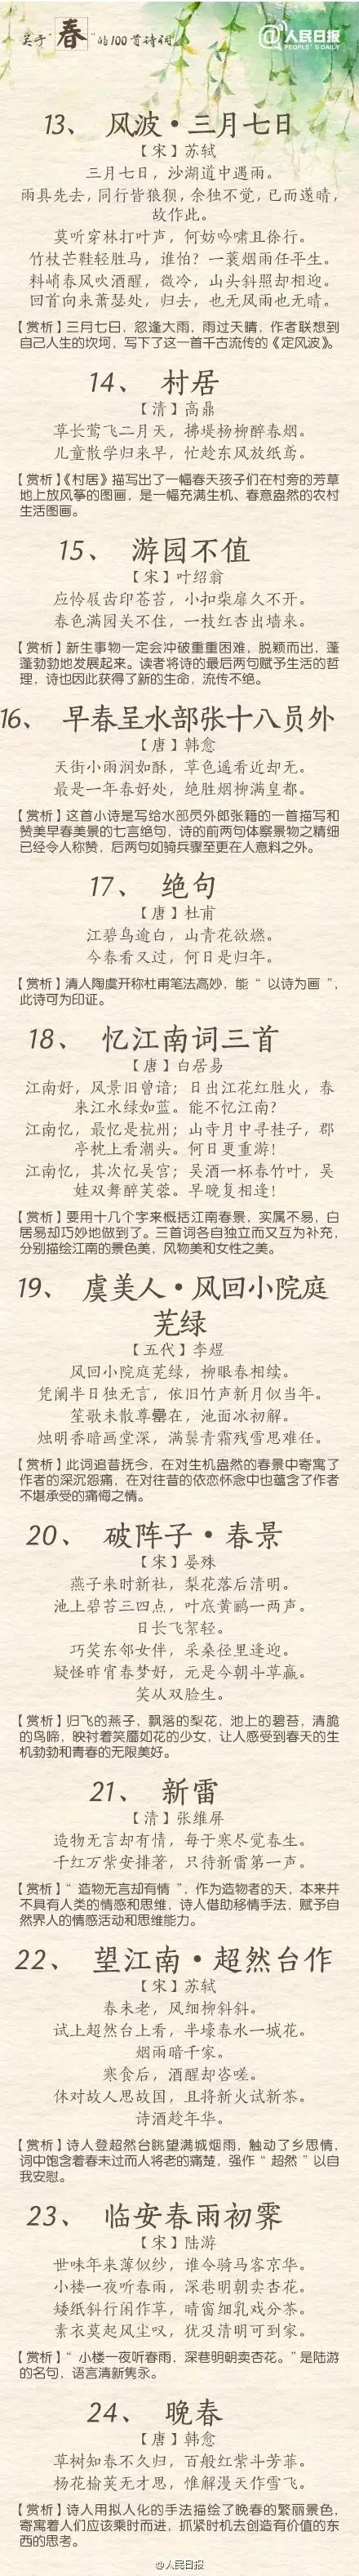 关于“春”的100首诗词
@人民日报
PEOPLE'S DAILY
13、 风波·三月七日
【宋】苏轼
三月七日，沙湖道中遇雨。
雨具先去，同行皆狼狈，余独不觉，已而遂晴，
故作此。
莫听穿林打叶声，何妨吟啸且徐行。
竹杖芒鞋轻胜马，谁怕？一蓑烟雨任平生。
料峭春风吹酒醒，微冷，山头斜照却相迎。
回首向来萧瑟处，归去，也无风雨也无晴。
【赏析】三月七日，忽逢大雨，雨过天晴，作者联想到
自己人生的坎坷，写下了这一首千古流传的《定风波》。
14、 村居
【清】高鼎
草长莺飞二月天，拂堤杨柳醉春烟。
儿童散学归来早，忙趁东风放纸鸢。
【赏析】《村居》描写出了一幅春天孩子们在村旁的芳草
地上放风筝的图画，是一幅充满生机、春意盎然的农村
生活图画。
15、 游园不值
【宋】叶绍翁
应怜屐齿印苍苔，小扣柴扉久不开。
春色满园关不住，一枝红杏出墙来。
【赏析】新生事物一定会冲破重重困难，脱颖而出，蓬
蓬勃勃地发展起来。读者将诗的最后两句赋予生活的哲
理，诗也因此获得了新的生命，流传不绝。
16、 早春呈水部张十八员外
【唐】韩愈
天街小雨润如酥，草色遥看近却无。
最是一年春好处，绝胜烟柳满皇都。
【赏析】这首小诗是写给水部员外郎张籍的一首描写和
赞美早春美景的七言绝句，诗的前两句体察景物之精细
已经令人称赞，后两句如骑兵骤至更在人意料之外。
17、 绝句
【唐】杜甫
江碧鸟逾白，山青花欲燃。
今春看又过，何日是归年。
【赏析】清人陶虞开称杜甫笔法高妙，能“以诗为画”，
此诗可为印证。
18、 忆江南词三首
【唐】白居易
江南好，风景旧曾谙；日出江花红胜火，春
来江水绿如蓝。能不忆江南？
江南忆，最忆是杭州；山寺月中寻桂子，郡
亭枕上看潮头。何日更重游！
江南忆，其次忆吴宫；吴酒一杯春竹叶，吴
娃双舞醉芙蓉。早晚复相逢！
【赏析】要用十几个字来概括江南春景，实属不易，白
居易却巧妙地做到了。三首词各自独立而又互为补充，
分别描绘江南的景色美，风物美和女性之美。
19、 虞美人·风回小院庭
芜绿
【五代】李煜
风回小院庭芜绿，柳眼春相续。
凭阑半日独无言，依旧竹声新月似当年。
笙歌未散尊罍在，池面冰初解。
烛明香暗画堂深，满鬓青霜残雪思难任。
【赏析】此词追昔抚今，在对生机盎然的春景中寄寓了
作者的深沉怨痛，在对往昔的依恋怀念中也蕴含了作者
不堪承受的痛悔之情。
20、 破阵子·春景
【宋】晏殊
燕子来时新社，梨花落后清明。
池上碧苔三四点，叶底黄鹂一两声。
日长飞絮轻。
巧笑东邻女伴，采桑径里逢迎。
疑怪昨宵春梦好，元是今朝斗草赢。
笑从双脸生。
【赏析】归飞的燕子，飘落的梨花，池上的碧苔，清脆
的鸟啼，映衬着笑靥如花的少女，让人感受到春天的生
机勃勃和青春的无限美好。
21、 新雷
【清】张维屏
造物无言却有情，每于寒尽觉春生。
千红万紫安排著，只待新雷第一声。
【赏析】“造物无言却有情”，作为造物者的天，本来并
不具有人类的情感和思维，诗人借助移情手法，赋予自
然界人的情感活动和思维能力。
22、 望江南·超然台作
【宋】苏轼
春未老，风细柳斜斜。
试上超然台上看，半壕春水一城花。
烟雨暗千家。
寒食后，酒醒却咨嗟。
休对故人思故国，且将新火试新茶。
诗酒趁年华。
【赏析】诗人登超然台眺望满城烟雨，触动了乡思情，
词中饱含着春未过而人将老的痛楚，强作“超然”以自
我安慰。
23、 临安春雨初霁
【宋】陆游
世味年来薄似纱，谁令骑马客京华。
小楼一夜听春雨，深巷明朝卖杏花。
矮纸斜行闲作草，晴窗细乳戏分茶。
素衣莫起风尘叹，犹及清明可到家。
【赏析】“小楼一夜听春雨，深巷明朝卖杏花。”是陆游
的名句，语言清新隽永。
24、 晚春
【唐】韩愈
草树知春不久归，百般红紫斗芳菲。
杨花榆荚无才思，惟解漫天作雪飞。
【赏析】诗人用拟人化的手法描绘了晚春的繁丽景色，
寄寓着人们应该乘时而进，抓紧时机去创造有价值的东
西的思考。
@人民日报